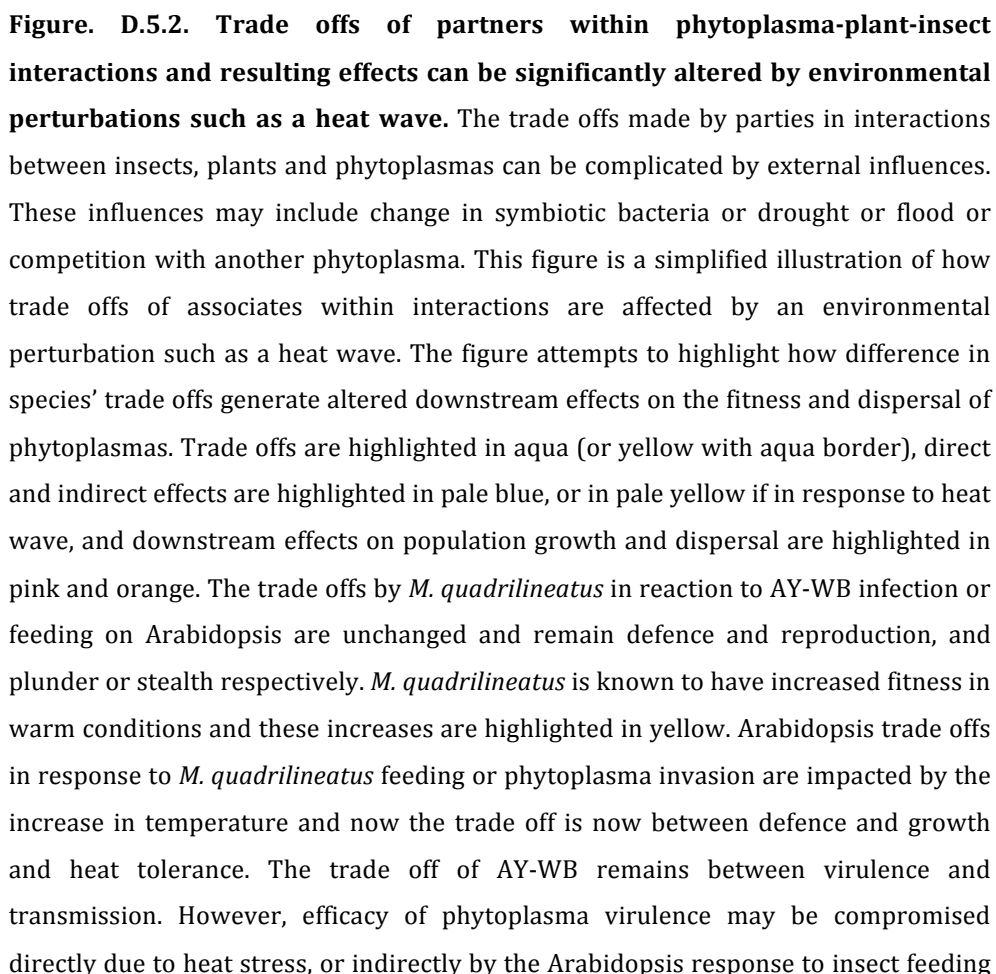 Figure. D.5.2. Trade offs of partners within phytoplasma-plant-insect
interactions and resulting effects can be significantly altered by environmental
perturbations such as a heat wave. The trade offs made by parties in interactions
between insects, plants and phytoplasmas can be complicated by external influences.
These influences may include change in symbiotic bacteria or drought or flood or
competition with another phytoplasma. This figure is a simplified illustration of how
trade offs of associates within interactions are affected by an environmental
perturbation such as a heat wave. The figure attempts to highlight how difference in
species’ trade offs generate altered downstream effects on the fitness and dispersal of
phytoplasmas. Trade offs are highlighted in aqua (or yellow with aqua border), direct
and indirect effects are highlighted in pale blue, or in pale yellow if in response to heat
wave, and downstream effects on population growth and dispersal are highlighted in
pink and orange. The trade offs by M. quadrilineatus in reaction to AY-WB infection or
feeding on Arabidopsis are unchanged and remain defence and reproduction, and
plunder or stealth respectively. M. quadrilineatus is known to have increased fitness in
warm conditions and these increases are highlighted in yellow. Arabidopsis trade offs
in response to M. quadrilineatus feeding or phytoplasma invasion are impacted by the
increase in temperature and now the trade off is now between defence and growth
and heat tolerance. The trade off of AY-WB remains between virulence and
transmission. However, efficacy of phytoplasma virulence may be compromised
directly due to heat stress, or indirectly by the Arabidopsis response to insect feeding